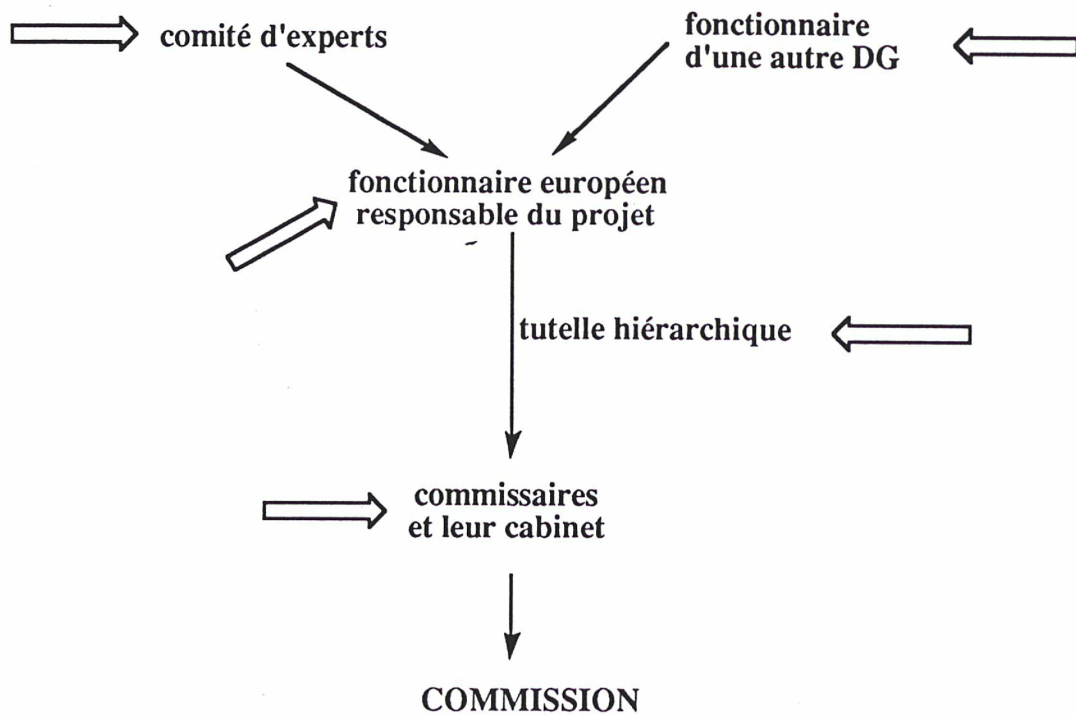 comité d'experts
fonctionnaire
d'une autre DG
fonctionnaire européen
responsable du projet
tutelle hiérarchique
commissaires
et leur cabinet
COMMISSION